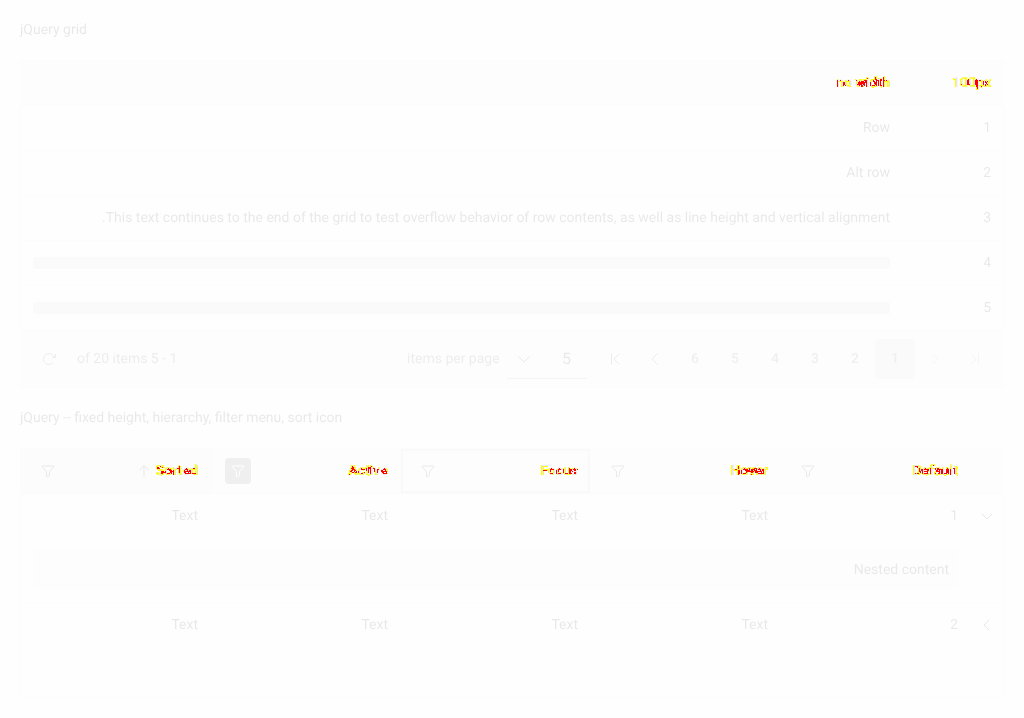 jQuery grid
no width 100px
Row 1
Alt row 2
.This text continues to the end of the grid to test overflow behavior of row contents, as well as line height and vertical alignment 3
4
5
of 20 items 5 - 1 items per page 5 6 5 4 3 2 1
jQuery -- fixed height, hierarchy, filter menu, sort icon
Sorted Active Focus Hover Default
Text Text Text Text 1
Nested content
Text Text Text Text 2